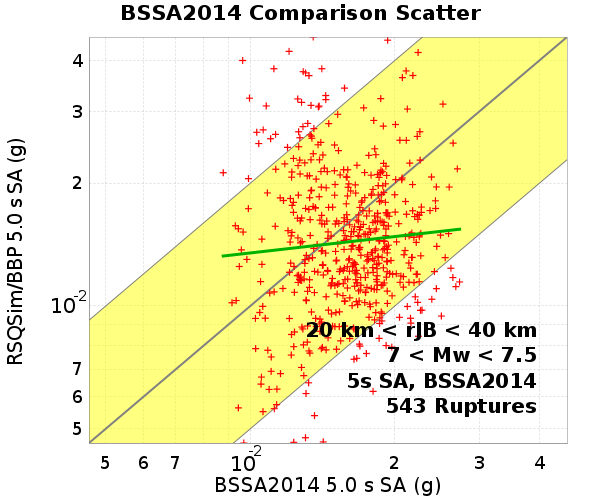 BSSA2014 Comparison Scatter
RSQSim/BBP 5.0 s SA (g)
4
3
2
10-2
7
6
5
20 km < rJB < 40 km
7 < Mw < 7.5
5s SA, BSSA2014
543 Ruptures
5 6 7 10-2 2 3 4
BSSA2014 5.0 s SA (g)